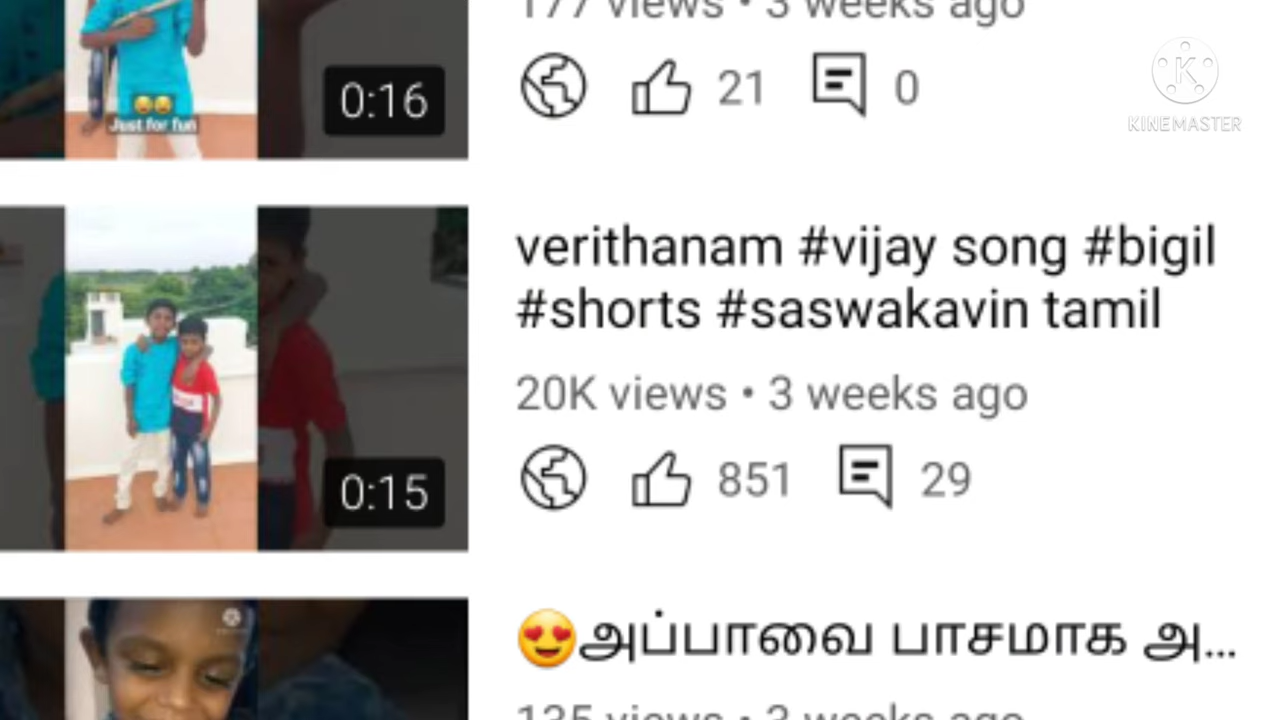 177 views • 3 weeks ago
0:16
Just for fun
21
0
KINEMASTER
verithanam #vijay song #bigil
#shorts #saswakavin tamil
20K views • 3 weeks ago
0:15
851
29
😍அப்பாவை பாசமாக அ...
135 views • 3 weeks ago